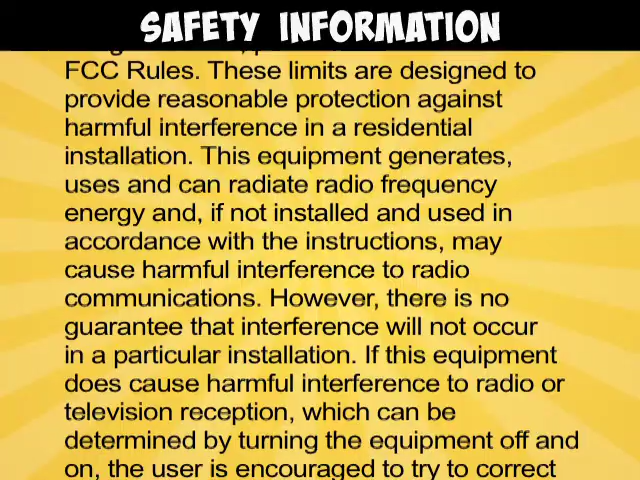 SAFETY INFORMATION
FCC Rules. These limits are designed to
provide reasonable protection against
harmful interference in a residential
installation. This equipment generates,
uses and can radiate radio frequency
energy and, if not installed and used in
accordance with the instructions, may
cause harmful interference to radio
communications. However, there is no
guarantee that interference will not occur
in a particular installation. If this equipment
does cause harmful interference to radio or
television reception, which can be
determined by turning the equipment off and
on, the user is encouraged to try to correct